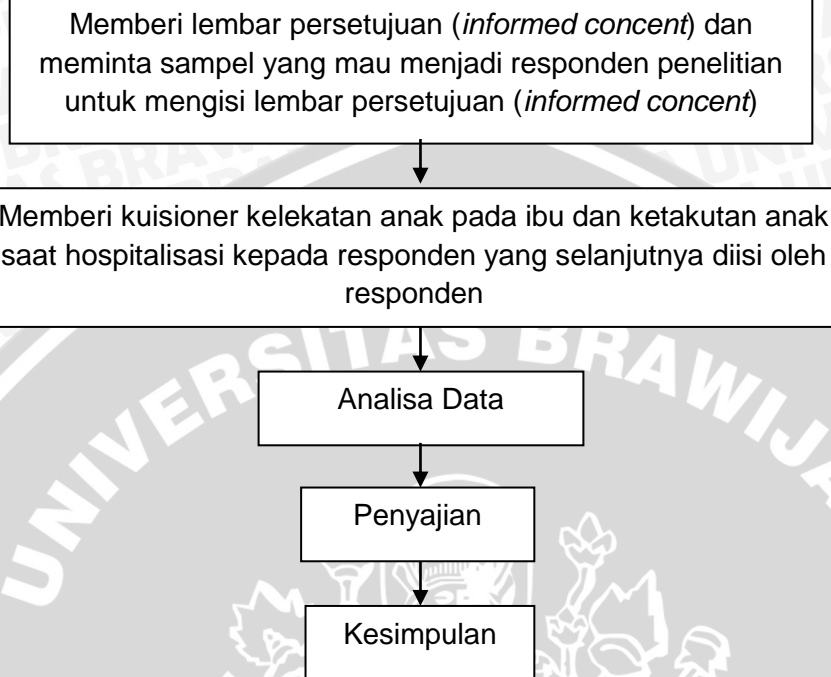 Memberi lembar persetujuan (informed concent) dan
meminta sampel yang mau menjadi responden penelitian
untuk mengisi lembar persetujuan (informed concent)
Memberi kuisioner kelekatan anak pada ibu dan ketakutan anak
saat hospitalisasi kepada responden yang selanjutnya diisi oleh
responden
UNIVERSITAS BRAWIJA
Analisa Data
Penyajian
Kesimpulan